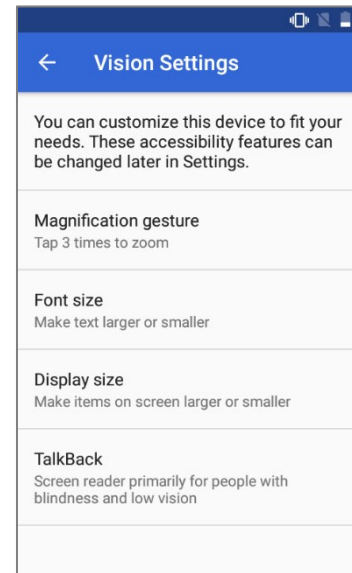 Vision Settings
You can customize this device to fit your
needs. These accessibility features can
be changed later in Settings.
Magnification gesture
Tap 3 times to zoom
Font size
Make text larger or smaller
Display size
Make items on screen larger or smaller
TalkBack
Screen reader primarily for people with
blindness and low vision